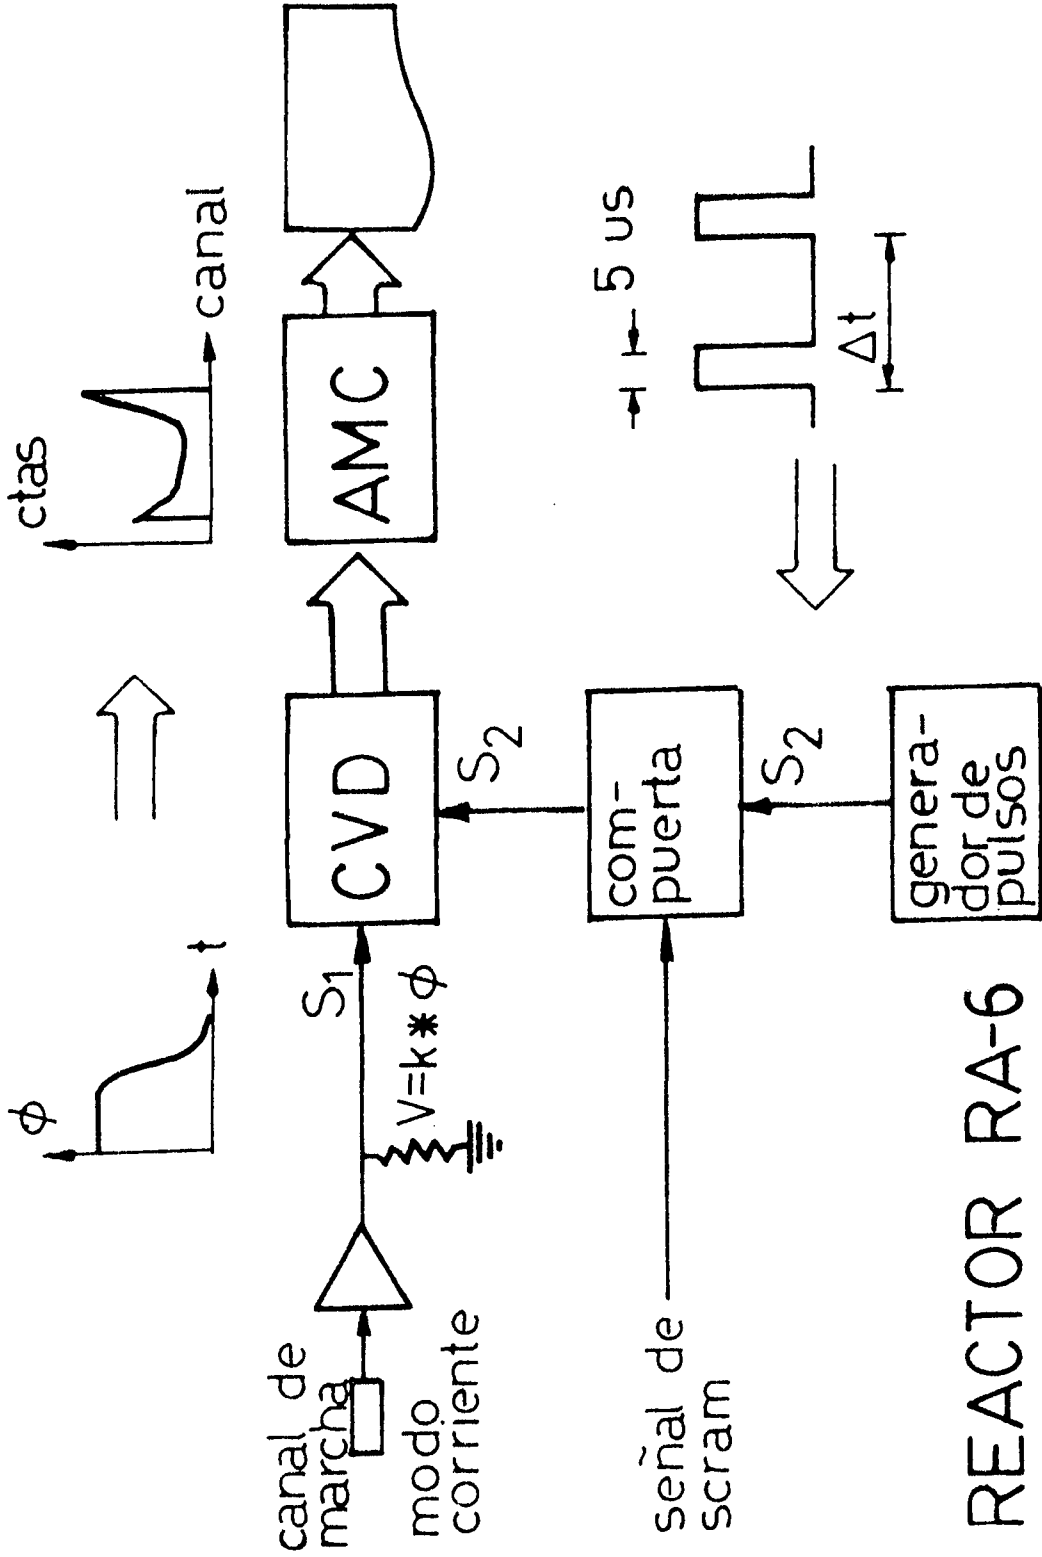 ϕ
t
ctas
canal
canal de
marcha
modo
corriente
S₁
V=k*ϕ
CVD
AMC
S₂
señal de
scram
com-
puerta
S₂
genera-
dor de
pulsos
5 us
Δt
REACTOR RA-6